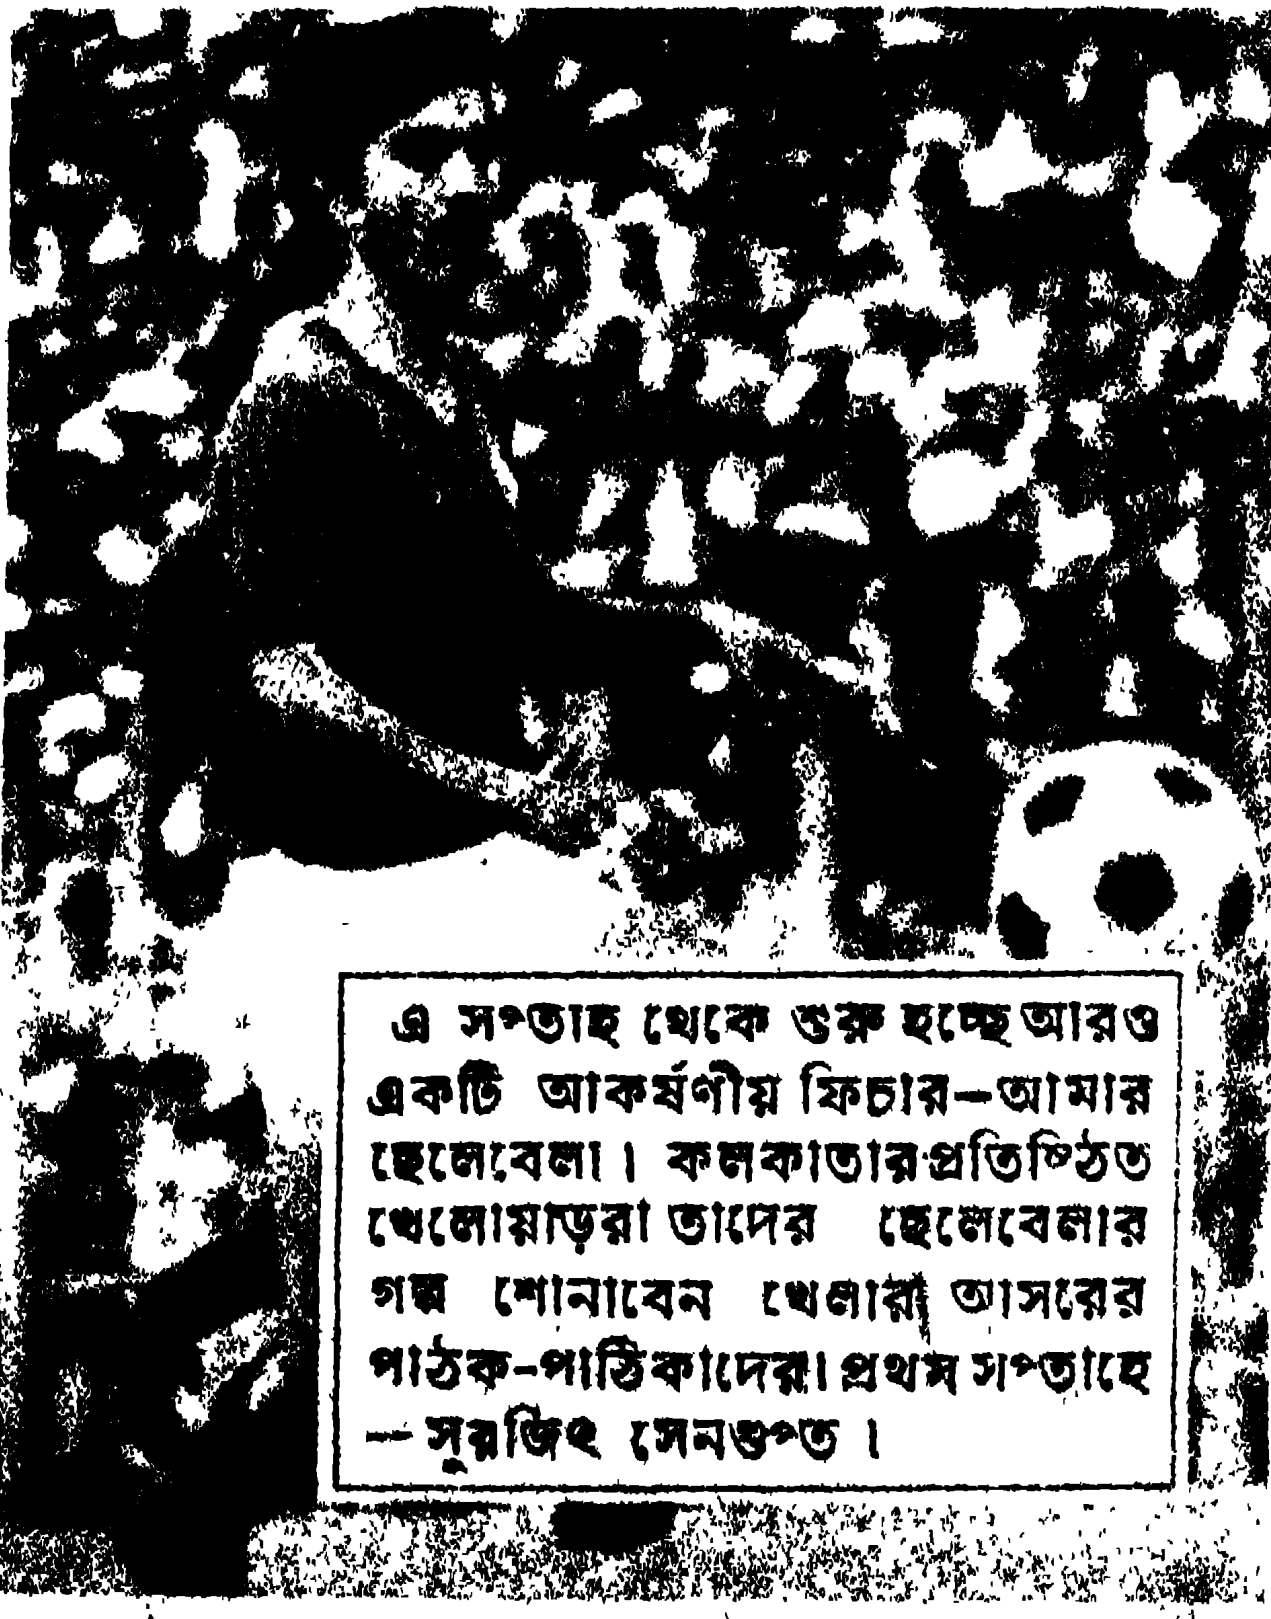 এ সপ্তাহ থেকে শুরু হচ্ছে আরও
একটি আকর্ষণীয় ফিচার—আমার
ছেলেবেলা। কলকাতার প্রতিষ্ঠিত
খেলোয়াড়রা তাদের ছেলেবেলার
গল্প শোনাবেন খেলার আসরের
পাঠক-পাঠিকাদের। প্রথম সপ্তাহে
— সুরজিৎ সেনগুপ্ত।